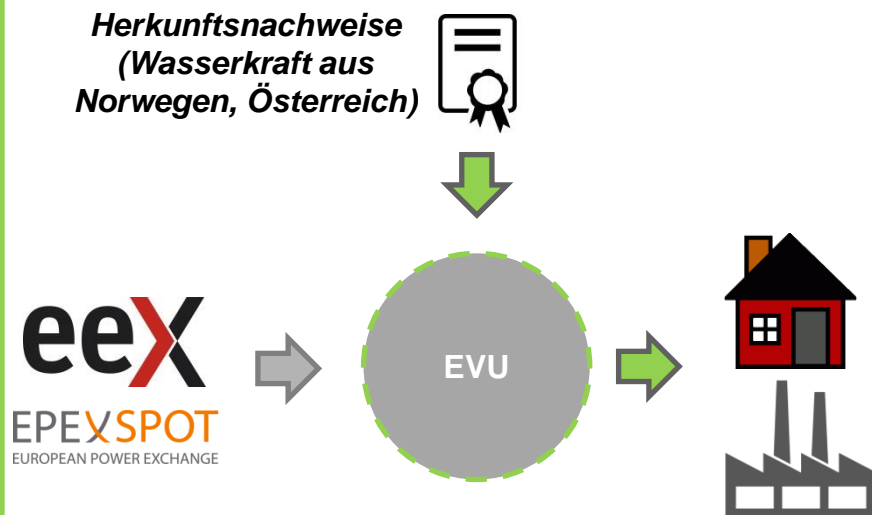 Herkunftsnachweise
(Wasserkraft aus
Norwegen, Österreich)
eex
EPEXSPOT
EUROPEAN POWER EXCHANGE
EVU